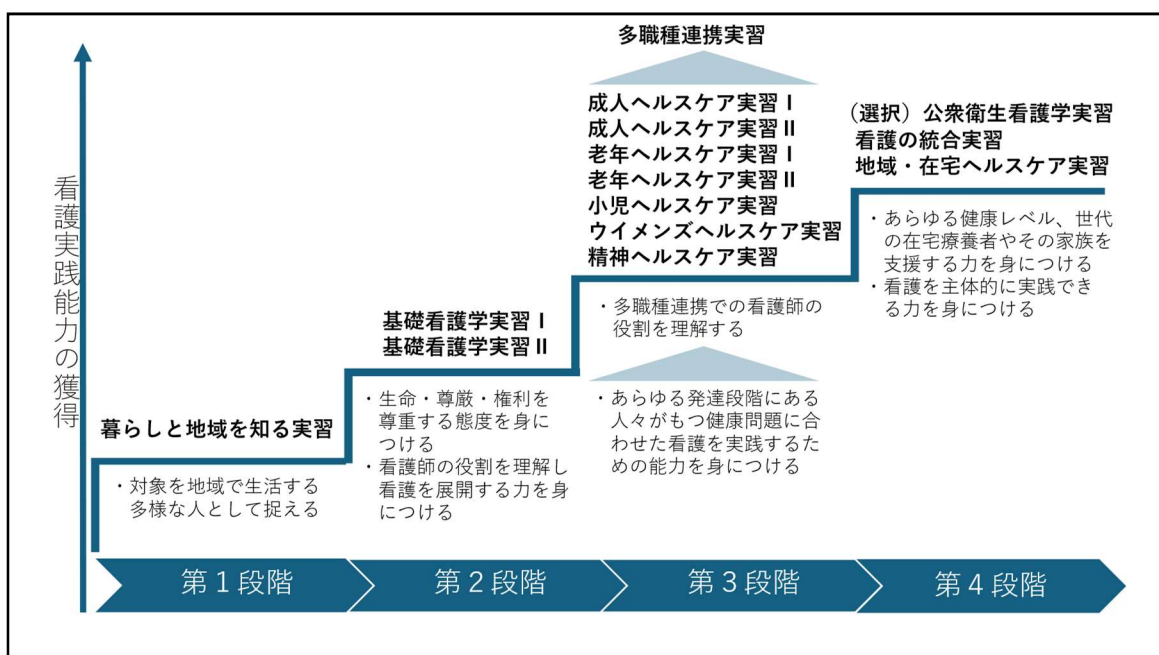 看護実践能力の獲得
暮らしと地域を知る実習
・対象を地域で生活する
多様な人として捉える
基礎看護学実習Ⅰ
基礎看護学実習Ⅱ
・生命・尊厳・権利を
尊重する態度を身に
つける
・看護師の役割を理解し
看護を展開する力を身
につける
多職種連携実習
成人ヘルスケア実習Ⅰ
成人ヘルスケア実習Ⅱ
老年ヘルスケア実習Ⅰ
老年ヘルスケア実習Ⅱ
小児ヘルスケア実習
ウイメンズヘルスケア実習
精神ヘルスケア実習
・多職種連携での看護師の
役割を理解する
・あらゆる発達段階にある
人々がもつ健康問題に合
わせた看護を実践するた
めの能力を身につける
（選択）公衆衛生看護学実習
看護の統合実習
地域・在宅ヘルスケア実習
・あらゆる健康レベル、世代
の在宅療養者やその家族を
支援する力を身につける
・看護を主体的に実践でき
る力を身につける
第１段階
第２段階
第３段階
第４段階